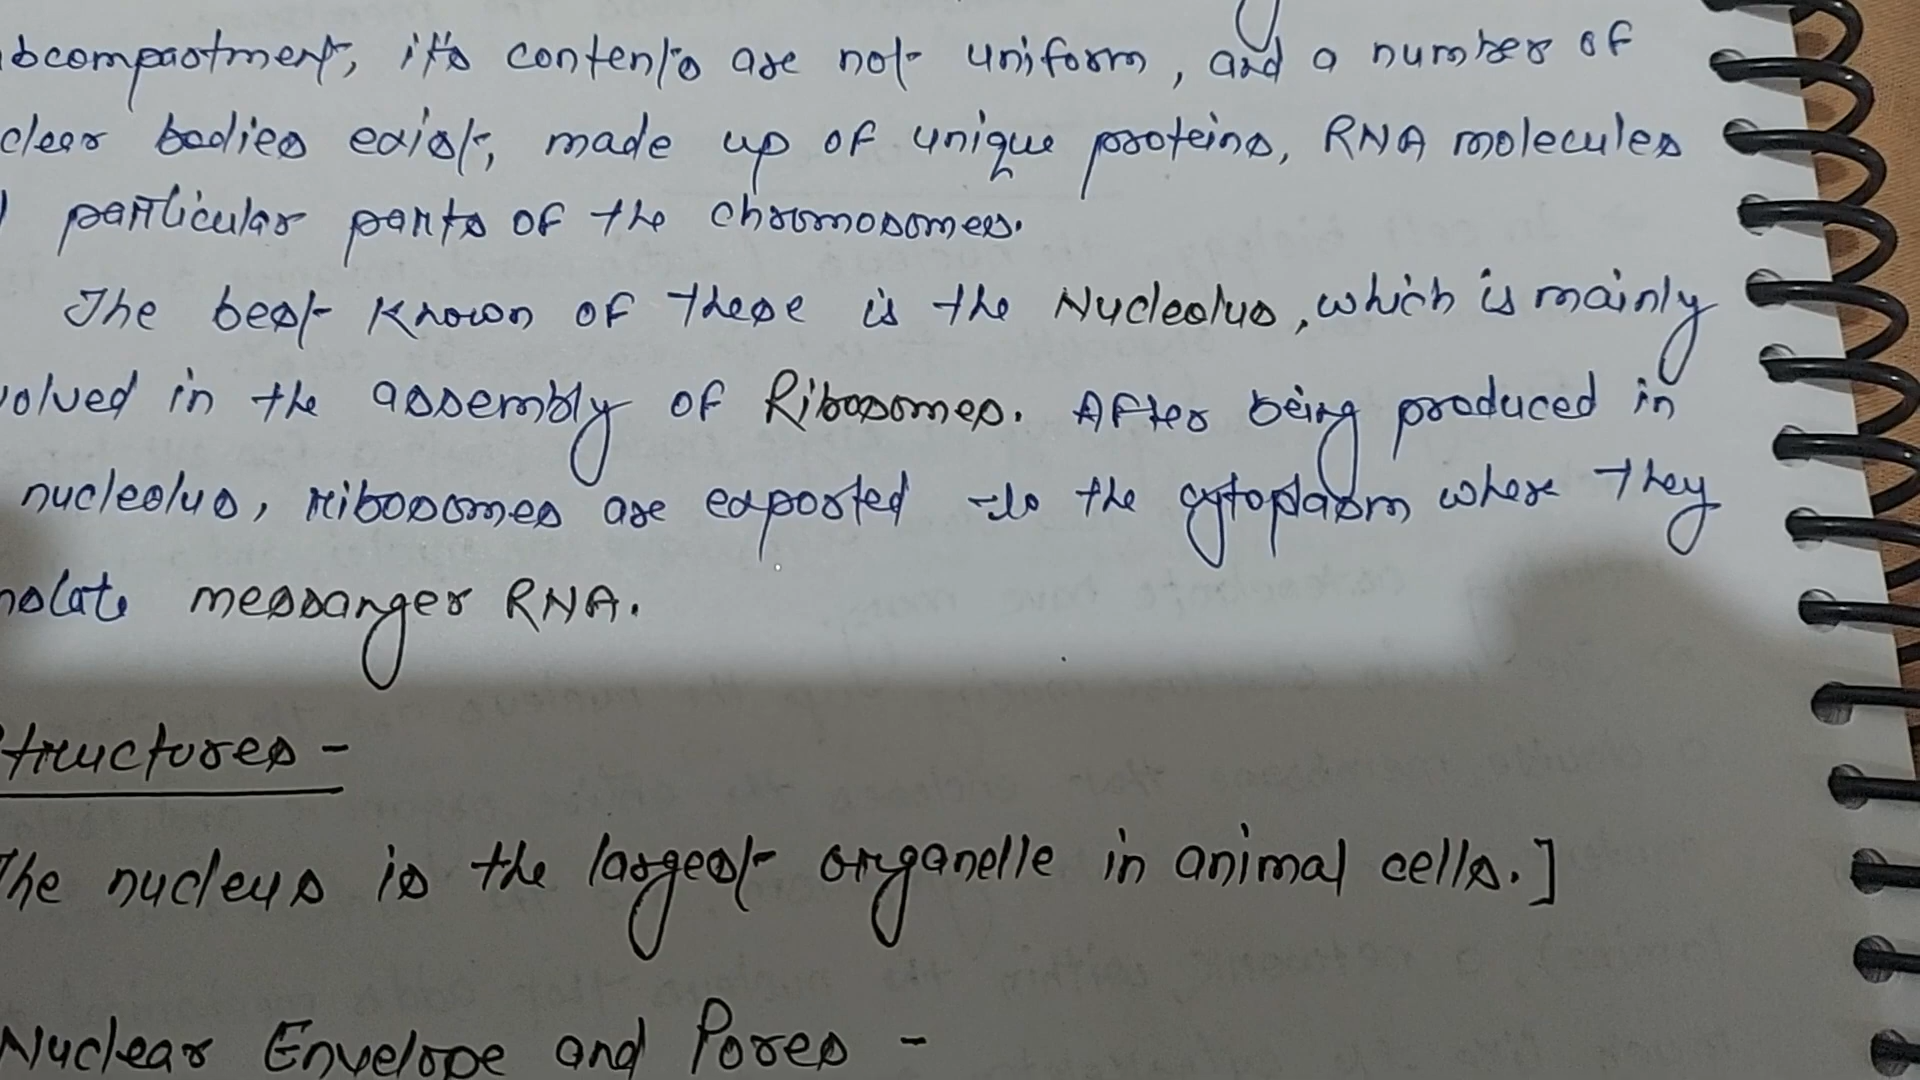 bcompartment, it's contents are not uniform, and a number of
clear bodies exist, made up of unique proteins, RNA molecules
particular parts of the chromosomes.
The best known of these is the Nucleolus, which is mainly
volved in the assembly of Ribosomes. After being produced in
nucleolus, ribosomes are exported to the cytoplasm where they
nslate messanger RNA.
tructures -
The nucleus is the largest organelle in animal cells.]
Nuclear Envelope and Pores -